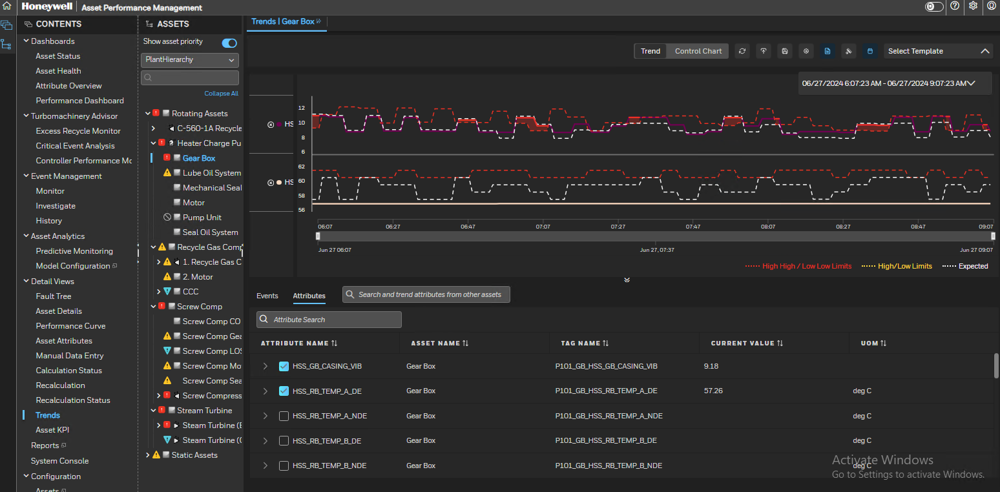 Honeywell | Asset Performance Management
CONTENTS
Dashboards
Asset Status
Asset Health
Attribute Overview
Performance Dashboard
Turbomachinery Advisor
Excess Recycle Monitor
Critical Event Analysis
Controller Performance Mc
Event Management
Monitor
Investigate
History
Asset Analytics
Predictive Monitoring
Model Configuration
Detail Views
Fault Tree
Asset Details
Performance Curve
Asset Attributes
Manual Data Entry
Calculation Status
Recalculation
Recalculation Status
Trends
Asset KPI
Reports
System Console
Configuration
Assets
ASSETS
Show asset priority
PlantHierarchy
Collapse All
Rotating Assets
C-560-1A Recycle
Heater Charge Pu
Gear Box
Lube Oil System
Mechanical Seal
Motor
Pump Unit
Seal Oil System
Recycle Gas Comp
1. Recycle Gas C
2. Motor
CCC
Screw Comp
Screw Comp CO
Screw Comp Gea
Screw Comp LOS
Screw Comp Mo
Screw Comp Sea
Screw Compress
Stream Turbine
Steam Turbine (E
Steam Turbine (C
Static Assets
Trends | Gear Box
Trend Control Chart Select Template
06/27/2024 6:07:23 AM - 06/27/2024 9:07:23 AM
HS
12
10
8
6
HS
62
60
58
56
06:07 06:27 06:47 07:07 07:27 07:47 08:07 08:27 08:47 09:07
Jun 27 06:07 Jun 27, 07:37 Jun 27 09:07
High High / Low Low Limits High/Low Limits Expected
Events Attributes Search and trend attributes from other assets
Attribute Search
ATTRIBUTE NAME ASSET NAME TAG NAME CURRENT VALUE UOM
HSS_GB_CASING_VIB Gear Box P101_GB_HSS_GB_CASING_VIB 9.18
HSS_RB_TEMP_A_DE Gear Box P101_GB_HSS_RB_TEMP_A_DE 57.26 deg C
HSS_RB_TEMP_A_NDE Gear Box P101_GB_HSS_RB_TEMP_A_NDE deg C
HSS_RB_TEMP_B_DE Gear Box P101_GB_HSS_RB_TEMP_B_DE deg C
HSS_RB_TEMP_B_NDE Gear Box P101_GB_HSS_RB_TEMP_B_NDE deg C
Activate Windows
Go to Settings to activate Windows.